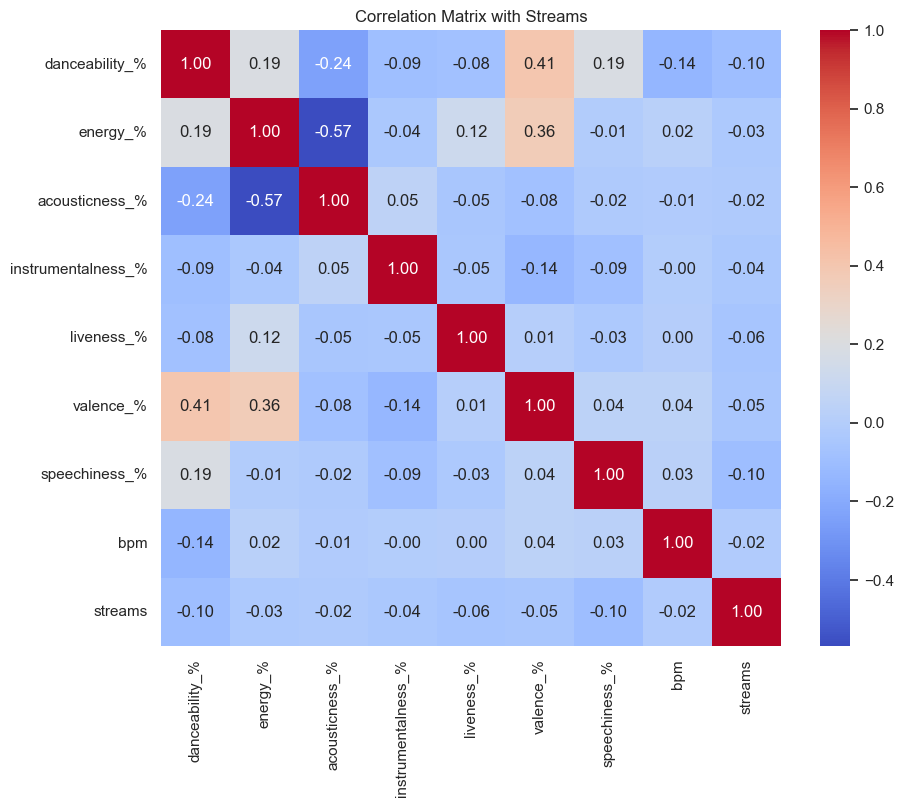 Correlation Matrix with Streams
danceability_% 1.00 0.19 -0.24 -0.09 -0.08 0.41 0.19 -0.14 -0.10
energy_% 0.19 1.00 -0.57 -0.04 0.12 0.36 -0.01 0.02 -0.03
acousticness_% -0.24 -0.57 1.00 0.05 -0.05 -0.08 -0.02 -0.01 -0.02
instrumentalness_% -0.09 -0.04 0.05 1.00 -0.05 -0.14 -0.09 -0.00 -0.04
liveness_% -0.08 0.12 -0.05 -0.05 1.00 0.01 -0.03 0.00 -0.06
valence_% 0.41 0.36 -0.08 -0.14 0.01 1.00 0.04 0.04 -0.05
speechiness_% 0.19 -0.01 -0.02 -0.09 -0.03 0.04 1.00 0.03 -0.10
bpm -0.14 0.02 -0.01 -0.00 0.00 0.04 0.03 1.00 -0.02
streams -0.10 -0.03 -0.02 -0.04 -0.06 -0.05 -0.10 -0.02 1.00
danceability_% energy_% acousticness_% instrumentalness_% liveness_% valence_% speechiness_% bpm streams
1.0
0.8
0.6
0.4
0.2
0.0
-0.2
-0.4